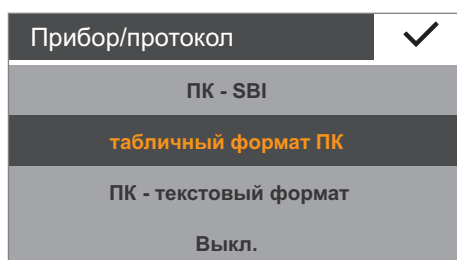 Прибор/протокол
ПК - SBI
табличный формат ПК
ПК - текстовый формат
Выкл.